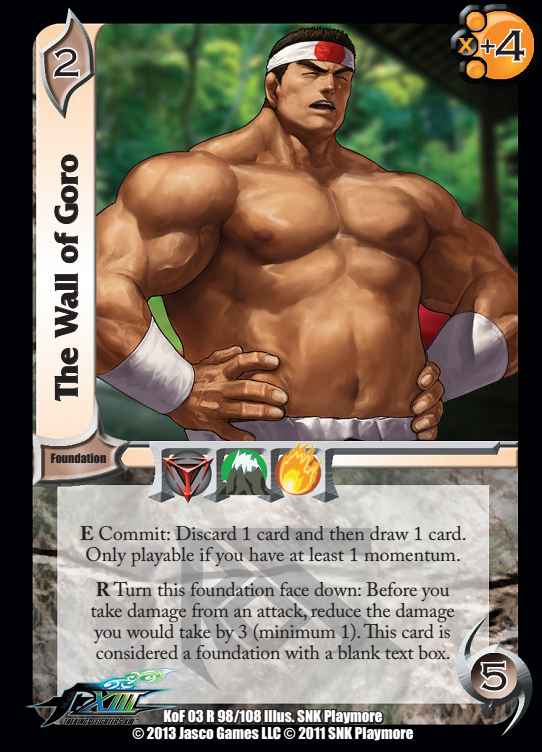 2
X +4
The Wall of Goro
Foundation
E Commit: Discard 1 card and then draw 1 card.
Only playable if you have at least 1 momentum.
R Turn this foundation face down: Before you
take damage from an attack, reduce the damage
you would take by 3 (minimum 1). This card is
considered a foundation with a blank text box.
5
XIII
KoF 03 R 98/108 Illus. SNK Playmore
© 2013 Jasco Games LLC © 2011 SNK Playmore